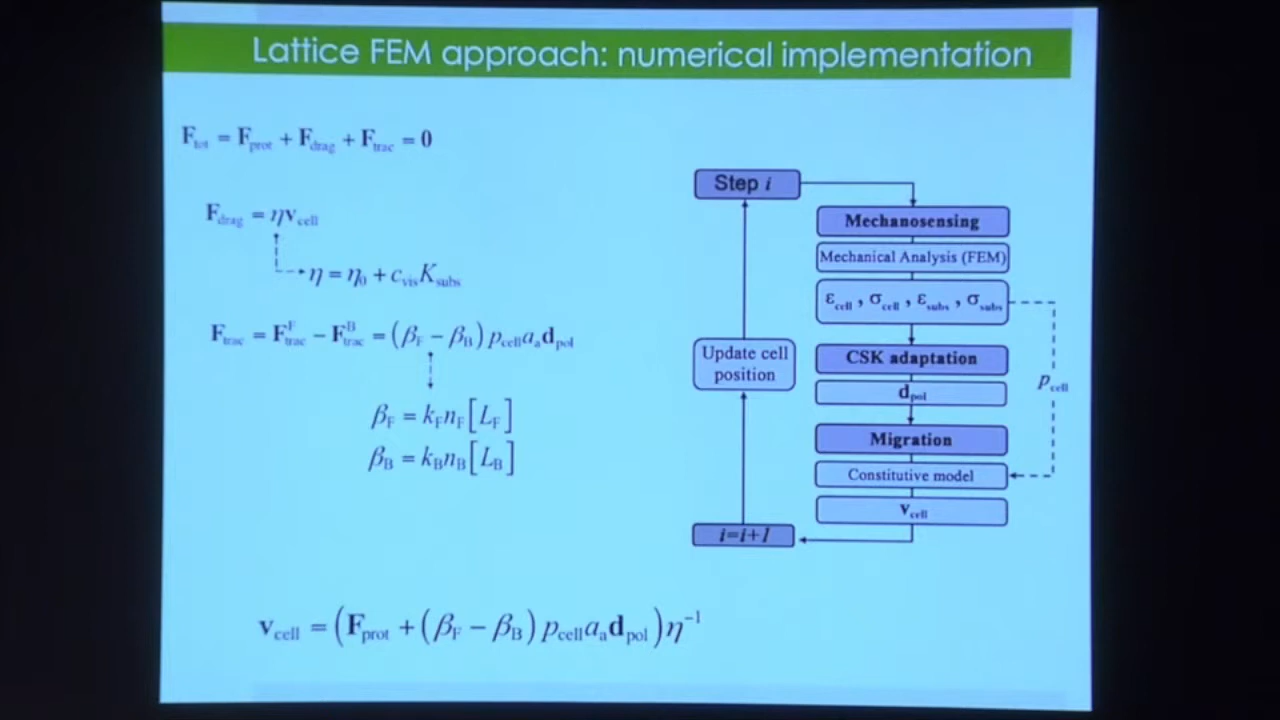 Lattice FEM approach: numerical implementation
F_tot = F_prot + F_drag + F_trac = 0
F_drag = ηv_cell
η = η_0 + c_vis K_subs
F_trac = F^F_trac − F^B_trac = (β_F − β_B) p_cell a_a d_pol
β_F = k_F n_F [L_F]
β_B = k_B n_B [L_B]
v_cell = (F_prot + (β_F − β_B) p_cell a_a d_pol) η^−1
Step i
Mechanosensing
Mechanical Analysis (FEM)
ε_cell , σ_cell , ε_subs , σ_subs
CSK adaptation
d_pol
p_cell
Migration
Constitutive model
v_cell
i=i+1
Update cell
position